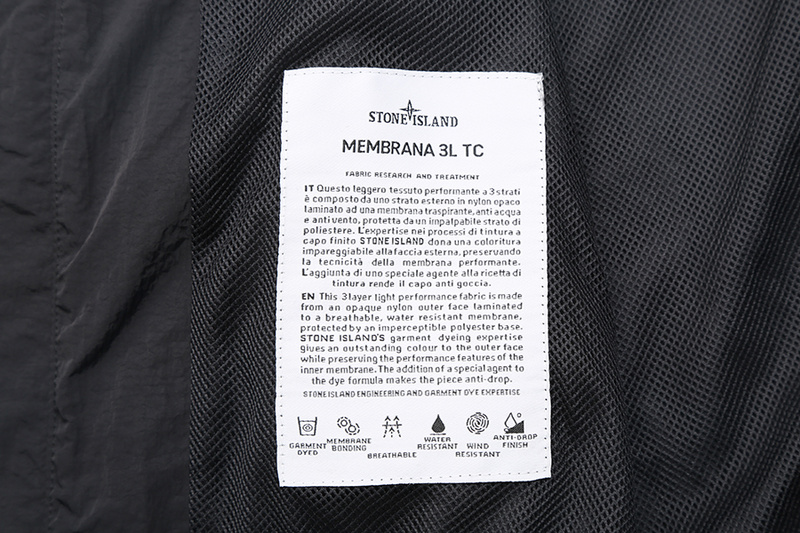 STONE ISLAND
MEMBRANA 3L TC
FABRIC RESEARCH AND TREATMENT
IT Questo leggero tessuto performante a 3 strati
è composto da uno strato esterno in nylon opaco
laminato ad una membrana traspirante, anti acqua
e anti vento, protetta da un impalpabile strato di
poliestere. L'expertise nei processi di tintura a
capo finito STONE ISLAND dona una coloritura
impareggiabile alla faccia esterna, preservando
la tecnicità della membrana performante.
L'aggiunta di uno speciale agente alla ricetta di
tintura rende il capo anti goccia.
EN This 3 layer light performance fabric is made
from an opaque nylon outer face laminated
to a breathable, water resistant membrane,
protected by an imperceptible polyester base.
STONE ISLAND'S garment dyeing expertise
gives an outstanding colour to the outer face
while preserving the performance features of the
inner membrane. The addition of a special agent to
the dye formula makes the piece anti-drop.
STONE ISLAND ENGINEERING AND GARMENT DYE EXPERTISE
GARMENT DYED
MEMBRANE BONDING
BREATHABLE
WATER RESISTANT
WIND RESISTANT
ANTI-DROP FINISH